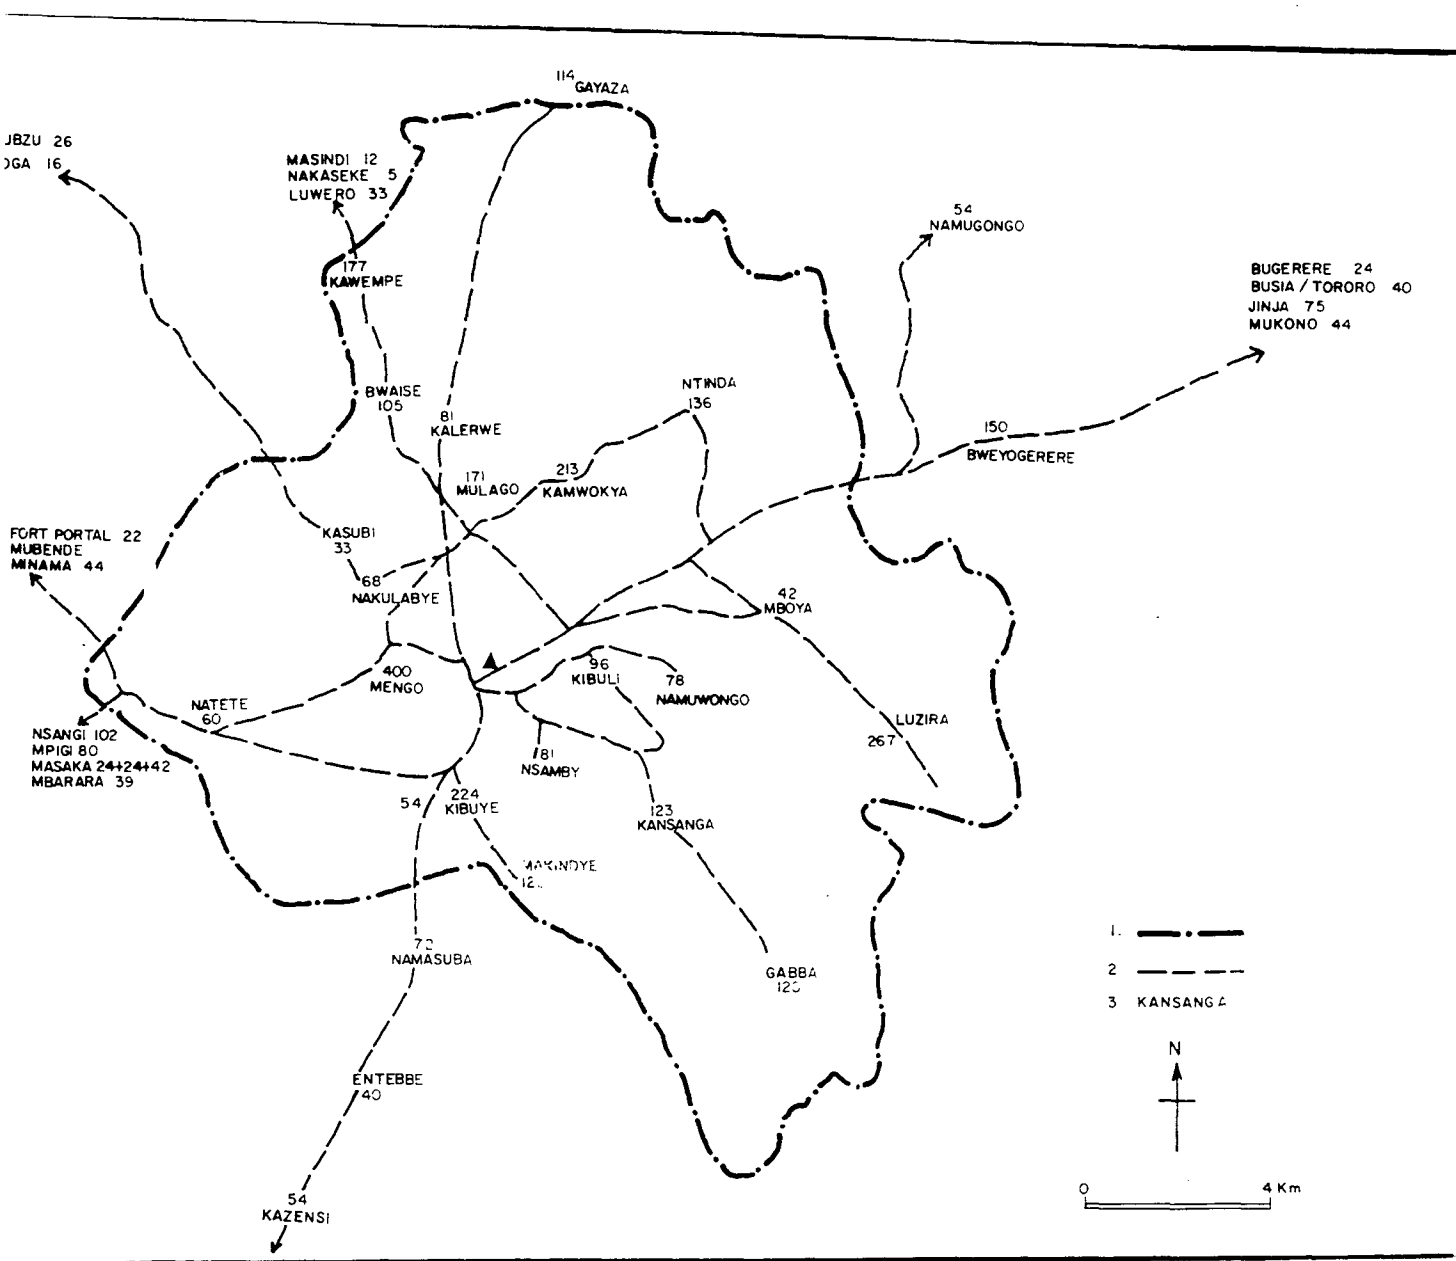 114
GAYAZA
26
16
MASINDI 12
NAKASEKE 5
LUWERO 33
177
KAWEMPE
54
NAMUGONGO
BUGERERE 24
BUSIA / TORORO 40
JINJA 75
MUKONO 44
BWAISE
105
81
KALERWE
NTINDA
136
150
BWEYOGERERE
171
MULAGO
213
KAMWOKYA
KASUBI
33
FORT PORTAL 22
MUBENDE
MINAMA 44
68
NAKULABYE
42
MBOYA
400
MENGO
96
KIBULI
78
NAMUWONGO
NATETE
60
NSANGI 102
MPIGI 80
MASAKA 24+24+42
MBARARA 39
81
NSAMBY
LUZIRA
267
54
224
KIBUYE
123
KANSANGA
MAKINDYE
NAMASUBA
GABBA
1.
2
3 KANSANGA
N
ENTEBBE
40
0 4 Km
54
KAZENSI